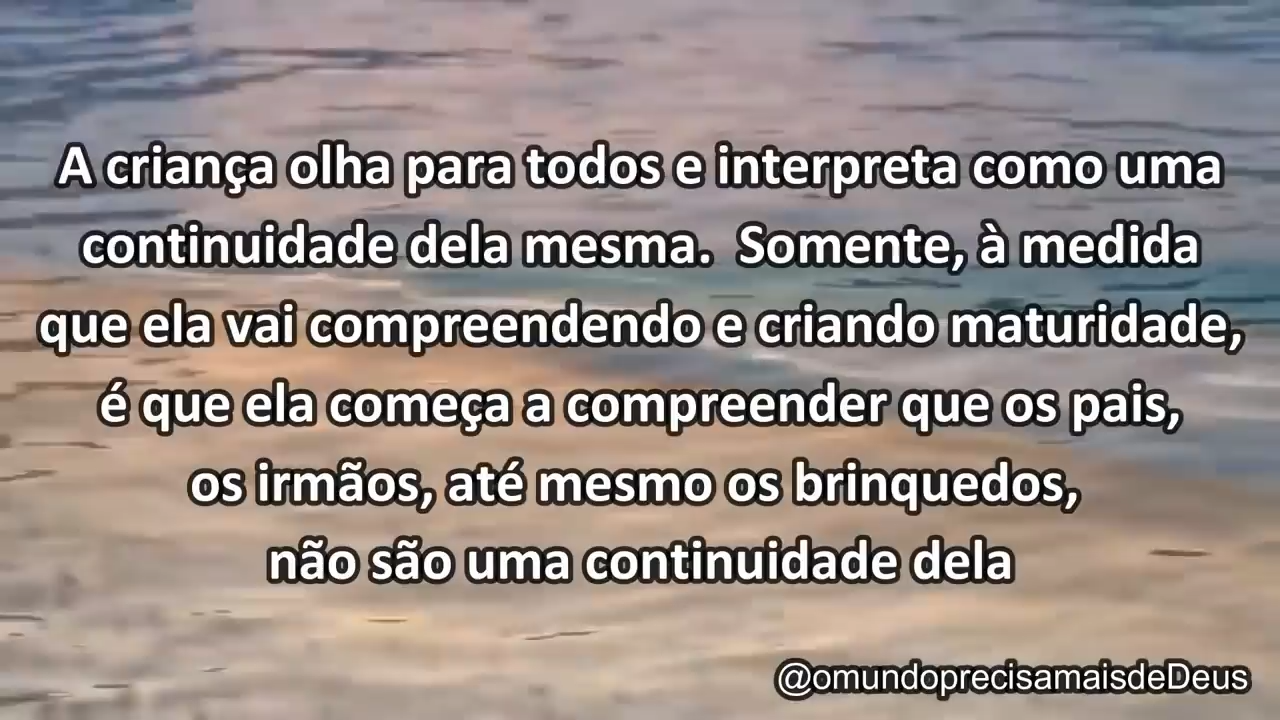 A criança olha para todos e interpreta como uma
continuidade dela mesma.  Somente, à medida
que ela vai compreendendo e criando maturidade,
é que ela começa a compreender que os pais,
os irmãos, até mesmo os brinquedos,
não são uma continuidade dela
@omundoprecisamaisdeDeus